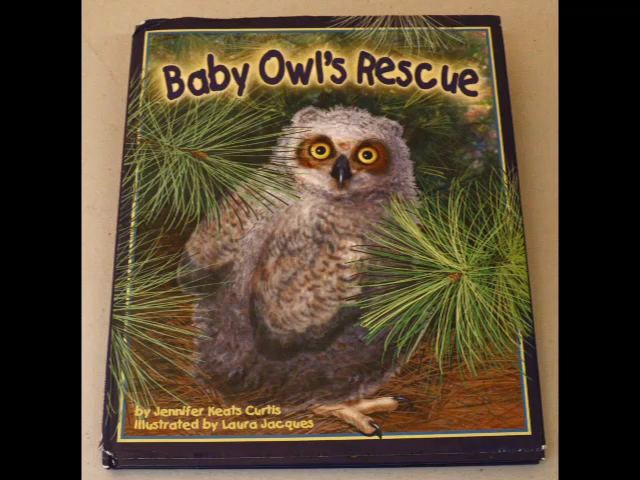 Baby Owl's Rescue
by Jennifer Keats Curtis
Illustrated by Laura Jacques